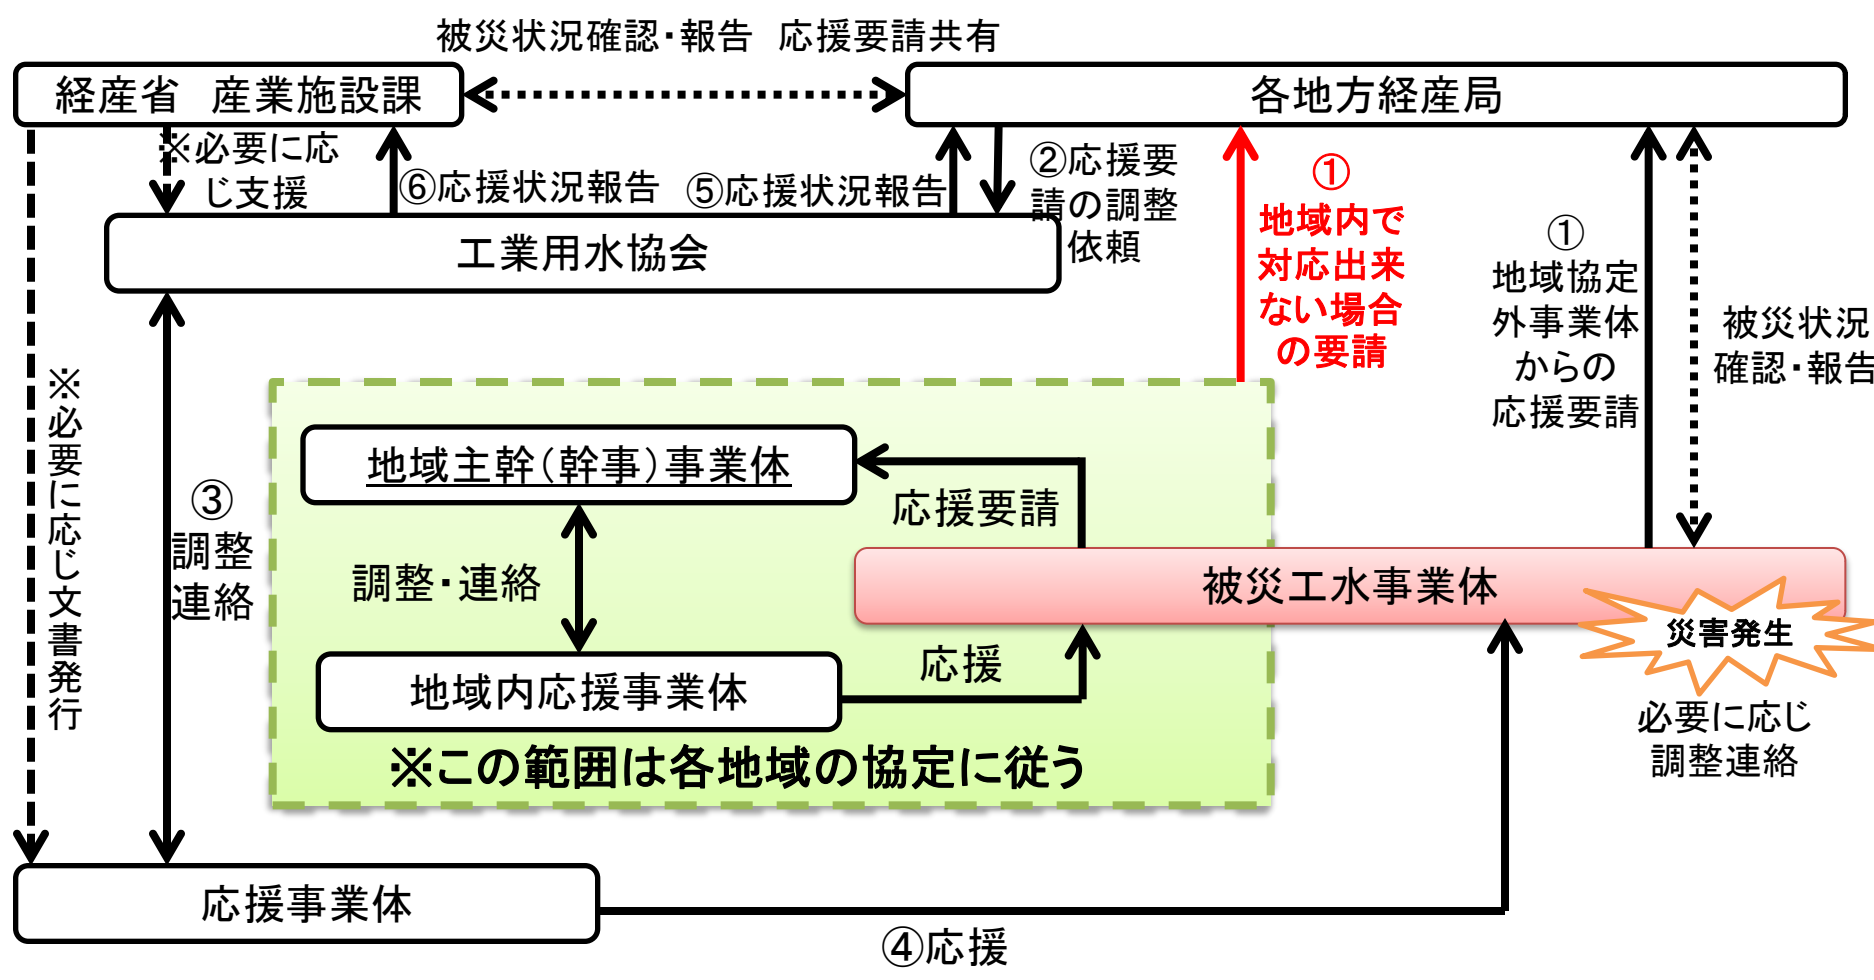 被災状況確認・報告　応援要請共有
経産省　産業施設課
各地方経産局
※必要に応
じ支援
⑥応援状況報告
⑤応援状況報告
②応援要
請の調整
依頼
①
地域内で
対応出来
ない場合
の要請
①
地域協定
外事業体
からの
応援要請
被災状況
確認・報告
工業用水協会
※必要に応じ文書発行
③
調整
連絡
地域主幹(幹事)事業体
応援要請
調整・連絡
被災工水事業体
災害発生
応援
地域内応援事業体
必要に応じ
調整連絡
※この範囲は各地域の協定に従う
応援事業体
④応援